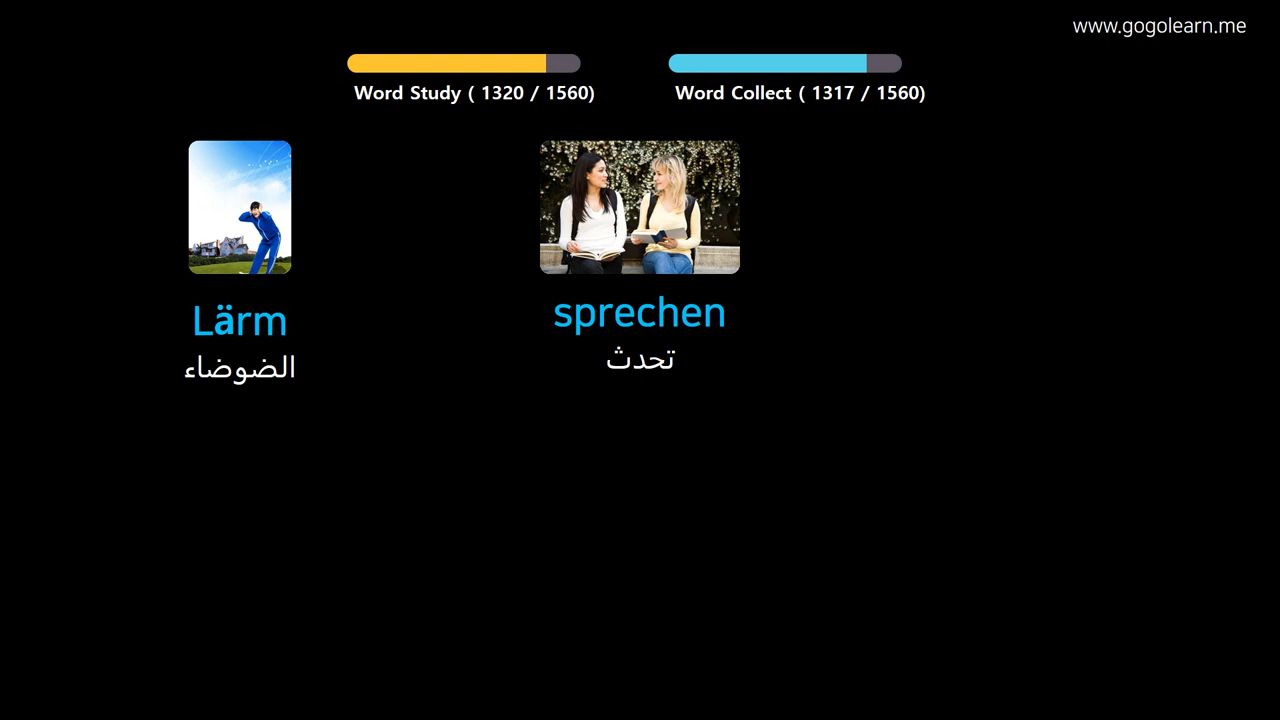 www.gogolearn.me
Word Study ( 1320 / 1560)
Word Collect ( 1317 / 1560)
Lärm
الضوضاء
sprechen
تحدث